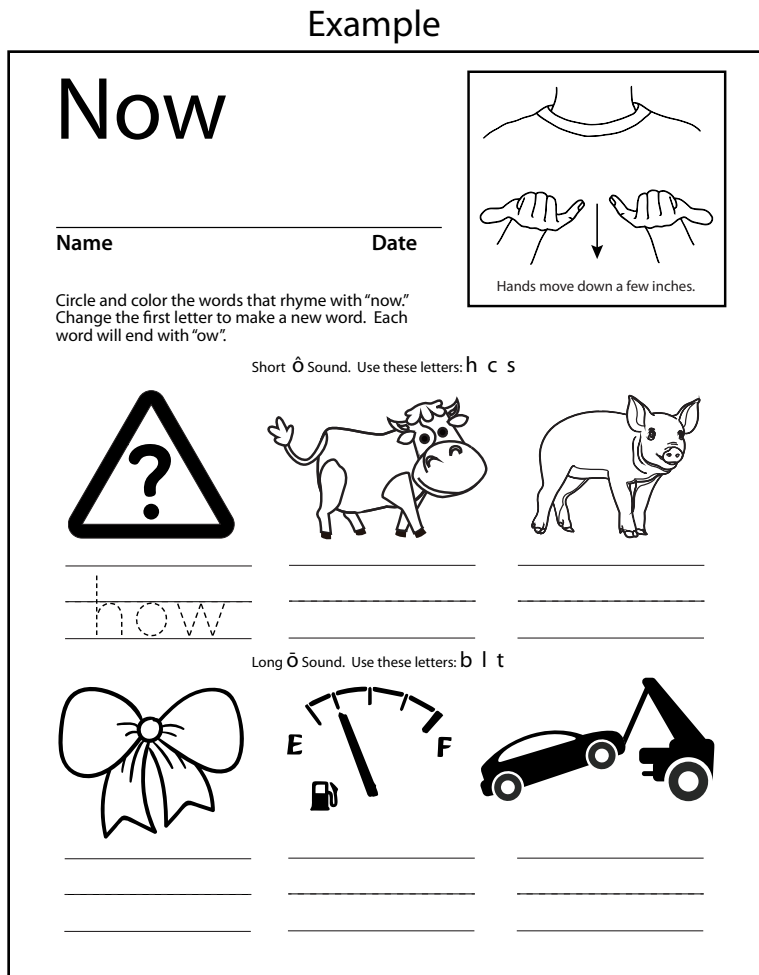 Example
Now
Name Date
Hands move down a few inches.
Circle and color the words that rhyme with “now.”
Change the first letter to make a new word.  Each
word will end with “ow”.
Short ô Sound.  Use these letters: h c s
?
how
Long ō Sound.  Use these letters: b l t
E F